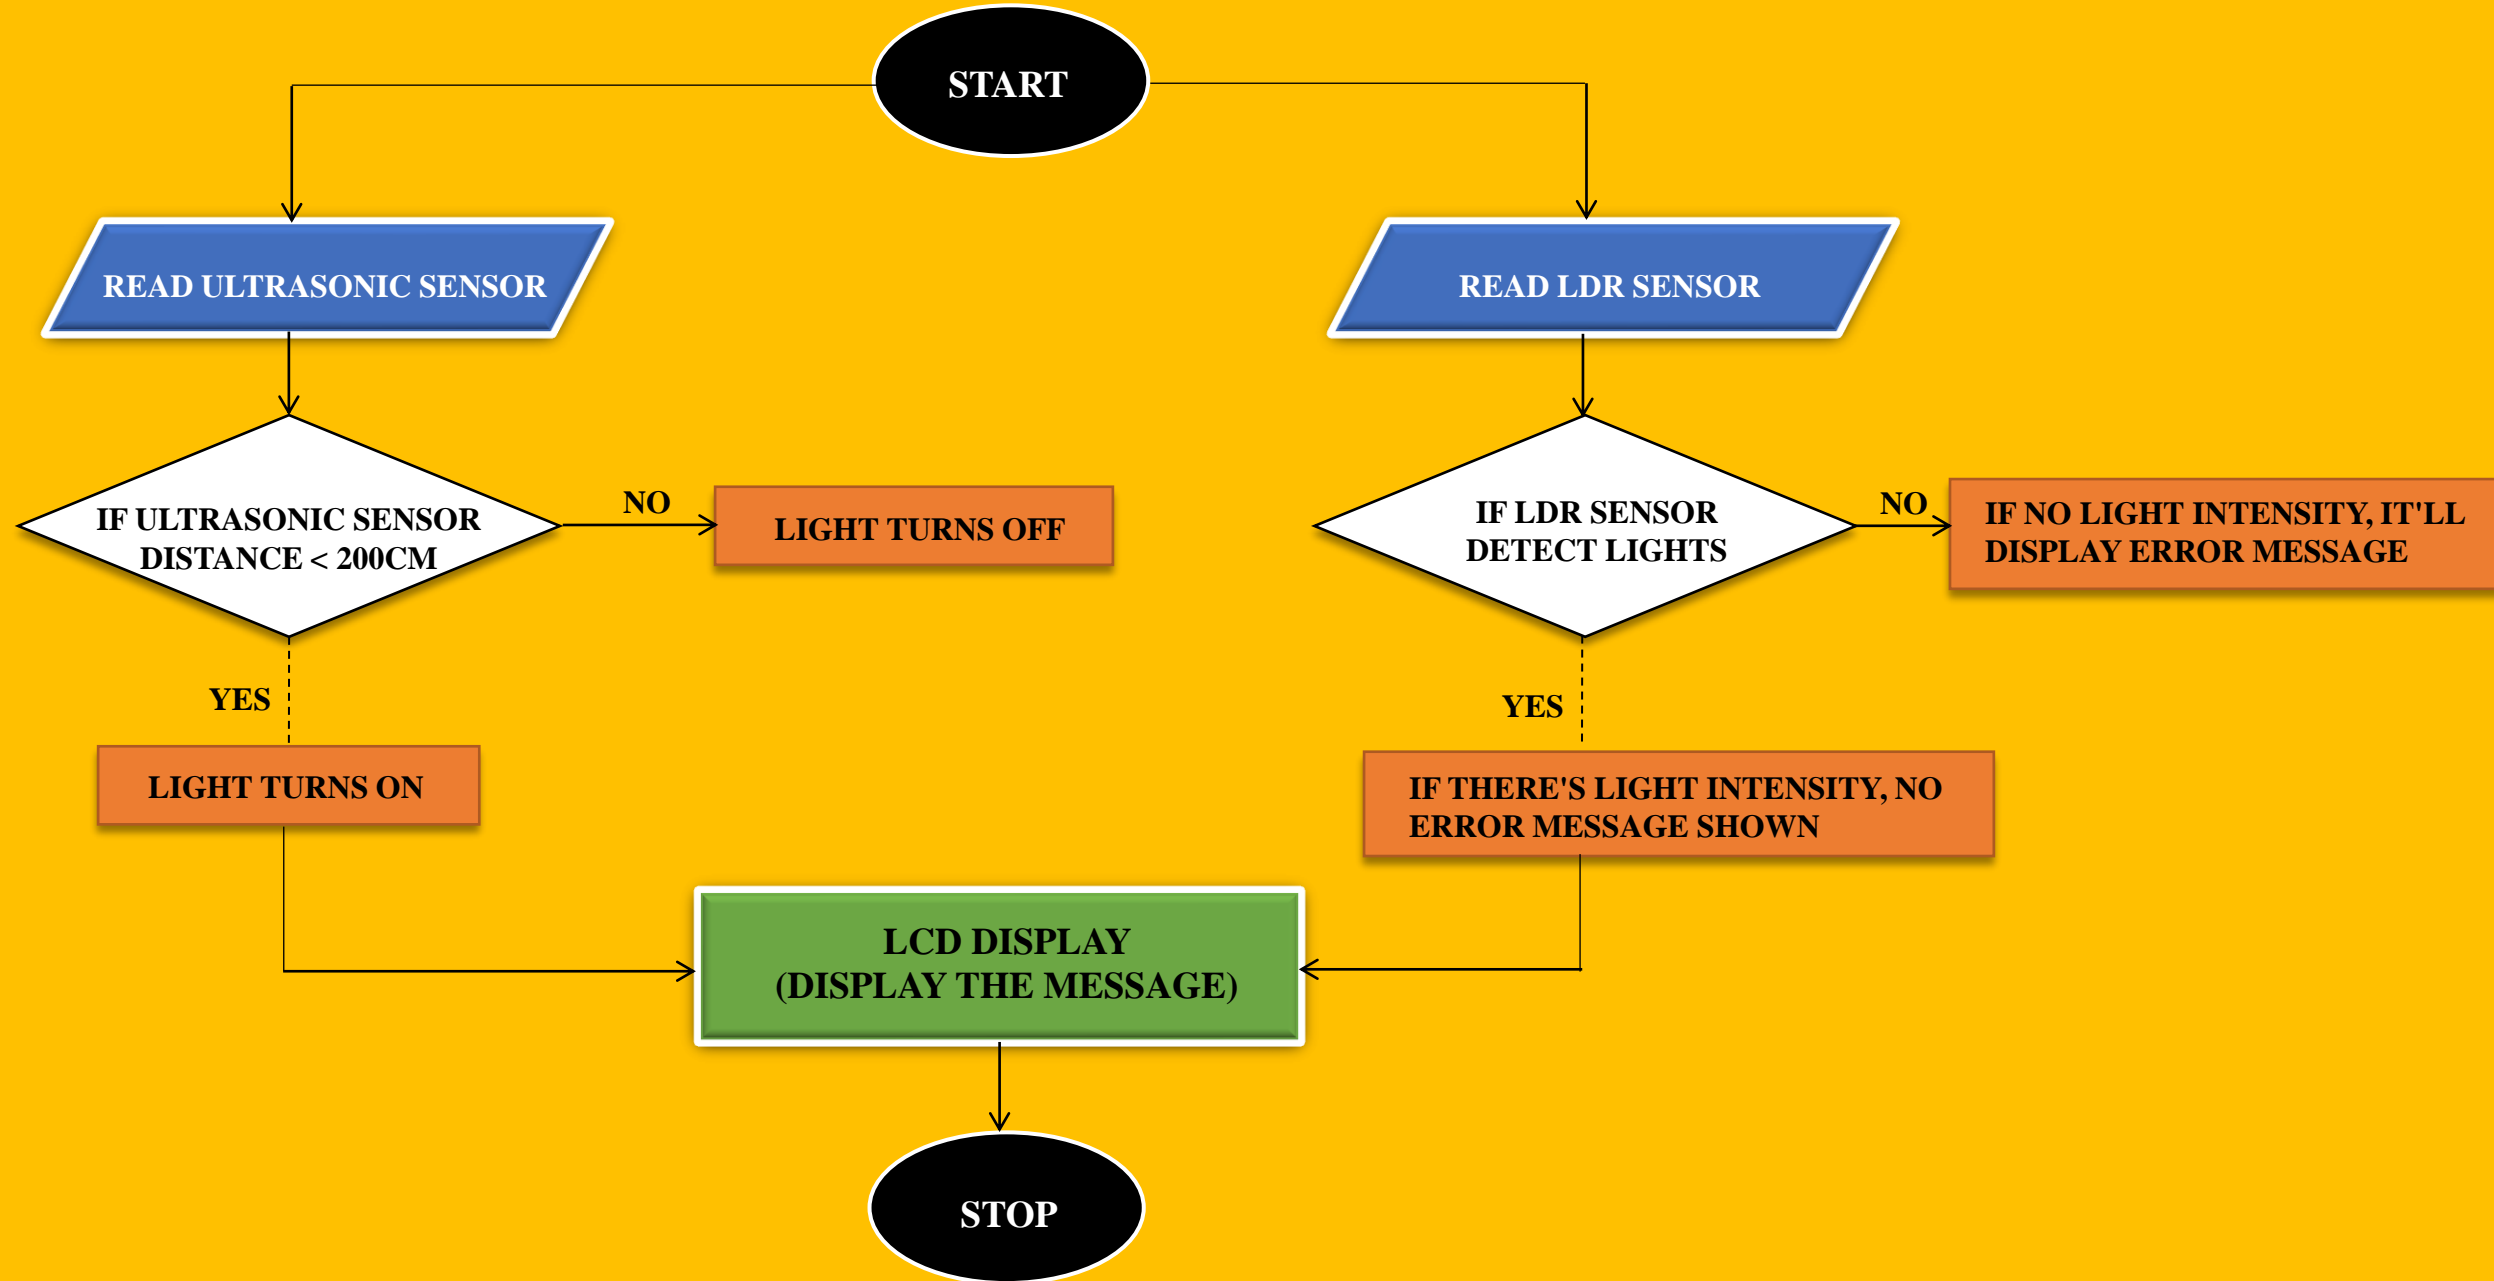 START
READ ULTRASONIC SENSOR
READ LDR SENSOR
IF ULTRASONIC SENSOR
DISTANCE < 200CM
NO
LIGHT TURNS OFF
IF LDR SENSOR
DETECT LIGHTS
NO
IF NO LIGHT INTENSITY, IT'LL
DISPLAY ERROR MESSAGE
YES
YES
LIGHT TURNS ON
IF THERE'S LIGHT INTENSITY, NO
ERROR MESSAGE SHOWN
LCD DISPLAY
(DISPLAY THE MESSAGE)
STOP